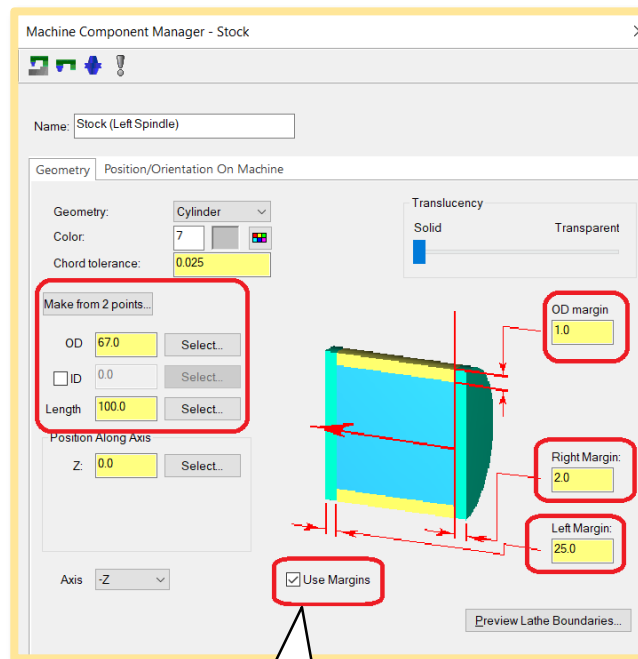 Machine Component Manager - Stock
Name: Stock (Left Spindle)
Geometry Position/Orientation On Machine
Geometry: Cylinder
Color: 7
Chord tolerance: 0.025
Translucency
Solid Transparent
Make from 2 points...
OD 67.0 Select...
ID 0.0 Select...
Length 100.0 Select...
Position Along Axis
Z: 0.0 Select...
Axis -Z
Use Margins
OD margin
1.0
Right Margin:
2.0
Left Margin:
25.0
Preview Lathe Boundaries...